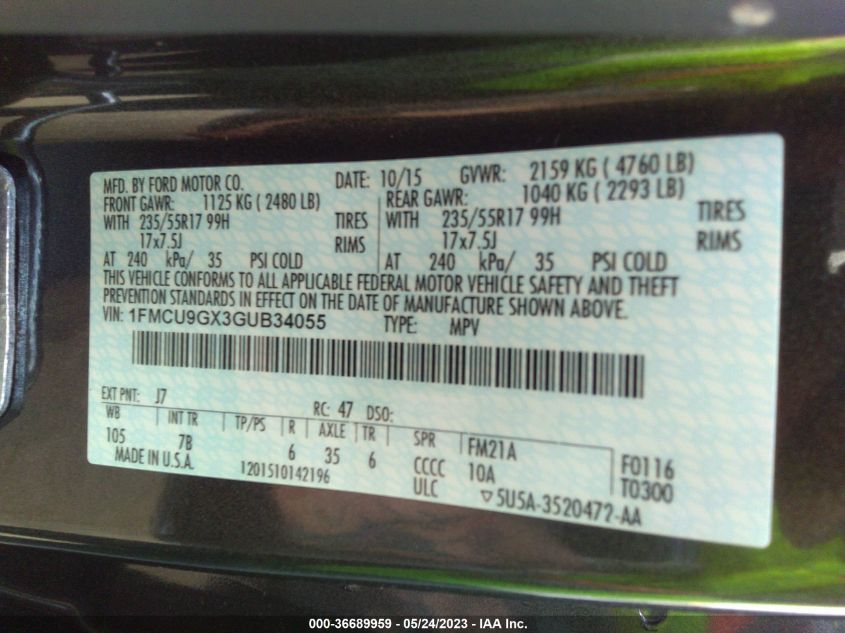 MFD. BY FORD MOTOR CO. DATE: 10/15 GVWR: 2159 KG ( 4760 LB)
FRONT GAWR: 1125 KG ( 2480 LB) REAR GAWR: 1040 KG ( 2293 LB)
WITH 235/55R17 99H TIRES WITH 235/55R17 99H TIRES
17x7.5J RIMS 17x7.5J RIMS
AT 240 kPa/ 35 PSI COLD AT 240 kPa/ 35 PSI COLD
THIS VEHICLE CONFORMS TO ALL APPLICABLE FEDERAL MOTOR VEHICLE SAFETY AND THEFT
PREVENTION STANDARDS IN EFFECT ON THE DATE OF MANUFACTURE SHOWN ABOVE.
VIN: 1FMCU9GX3GUB34055 TYPE: MPV
EXT PNT: J7 RC: 47 DSO:
WB INT TR TP/PS R AXLE TR SPR FM21A
105 7B 6 35 6 CCCC 10A F0116
MADE IN U.S.A. 1201510142196 ULC ▽5U5A-3520472-AA T0300
000-36689959 - 05/24/2023 - IAA Inc.